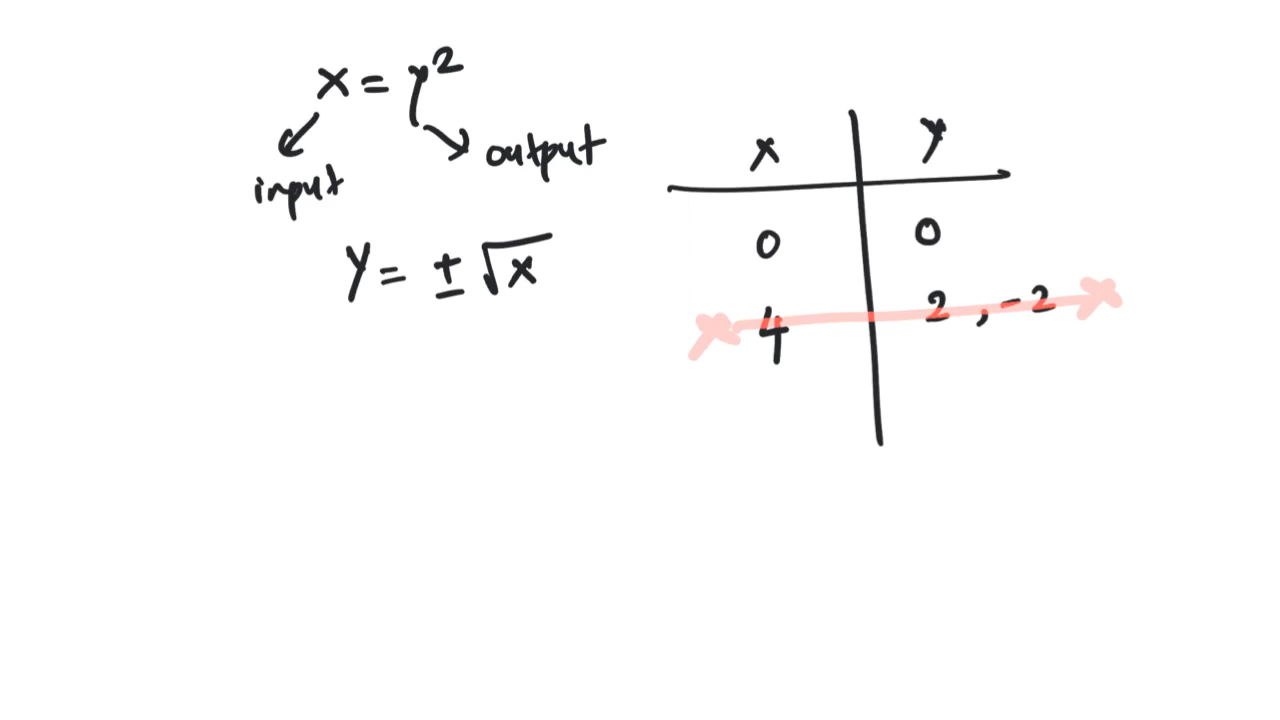 x = y²
input
output
y = ± √x
x y
0 0
4 2 , -2